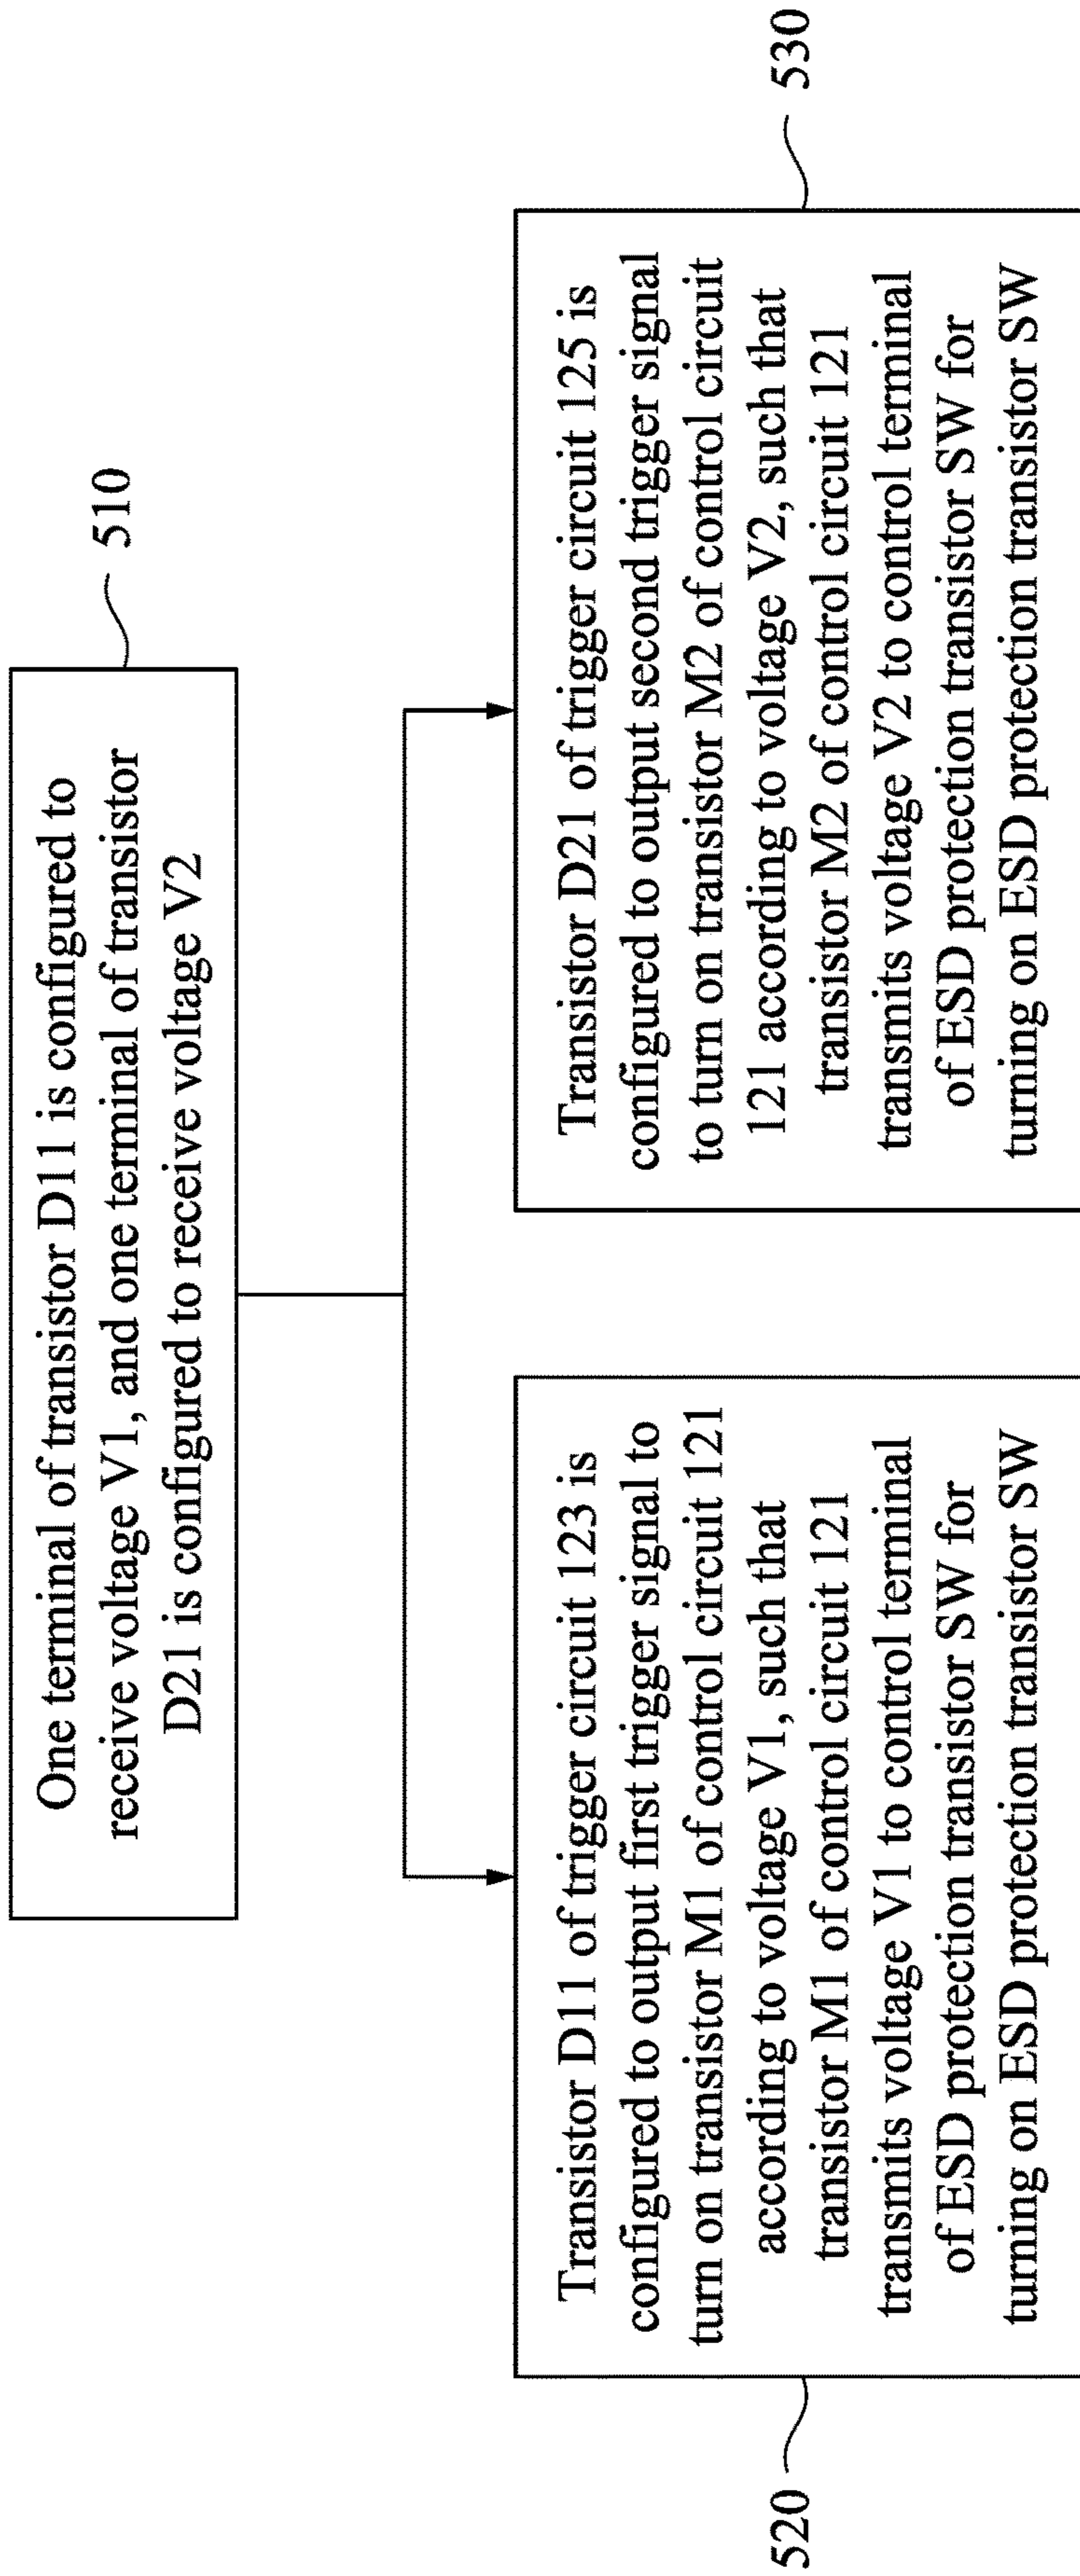 One terminal of transistor D11 is configured to
receive voltage V1, and one terminal of transistor
D21 is configured to receive voltage V2
510
Transistor D11 of trigger circuit 123 is
configured to output first trigger signal to
turn on transistor M1 of control circuit 121
according to voltage V1, such that
transistor M1 of control circuit 121
transmits voltage V1 to control terminal
of ESD protection transistor SW for
turning on ESD protection transistor SW
520
Transistor D21 of trigger circuit 125 is
configured to output second trigger signal
to turn on transistor M2 of control circuit
121 according to voltage V2, such that
transistor M2 of control circuit 121
transmits voltage V2 to control terminal
of ESD protection transistor SW for
turning on ESD protection transistor SW
530